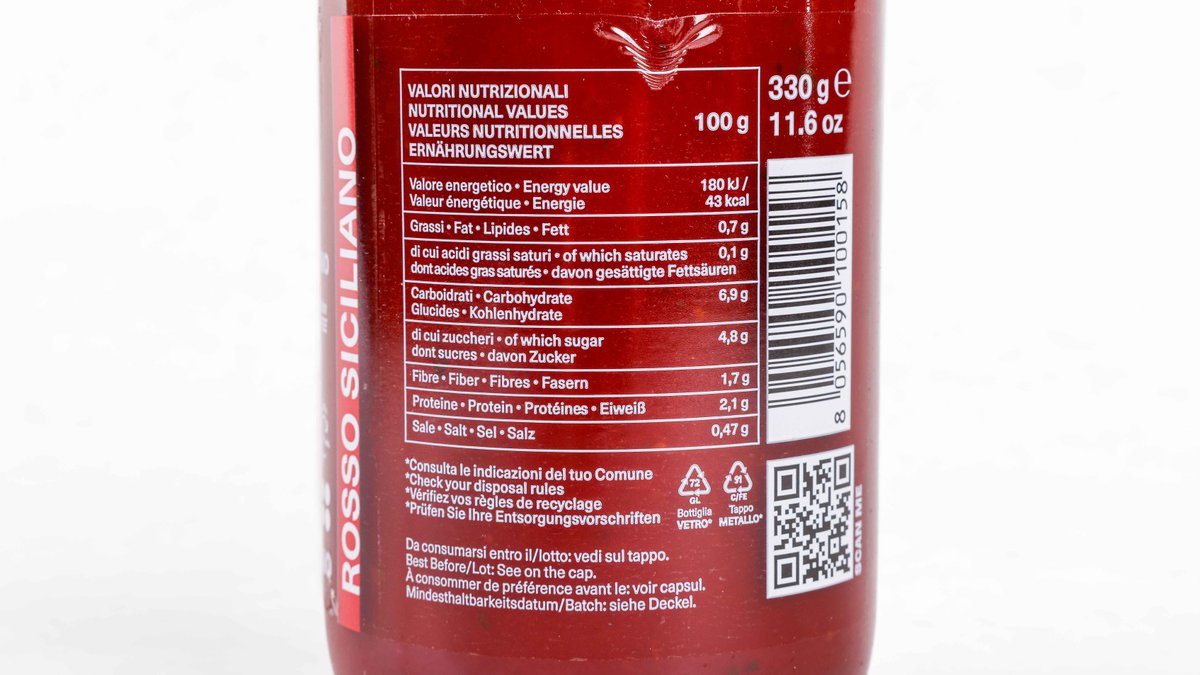 ROSSO SICILIANO
VALORI NUTRIZIONALI
NUTRITIONAL VALUES
VALEURS NUTRITIONNELLES
ERNÄHRUNGSWERT
100 g
Valore energetico • Energy value 180 kJ /
Valeur énergétique • Energie 43 kcal
Grassi • Fat • Lipides • Fett 0,7 g
di cui acidi grassi saturi • of which saturates 0,1 g
dont acides gras saturés • davon gesättigte Fettsäuren
Carboidrati • Carbohydrate 6,9 g
Glucides • Kohlenhydrate
di cui zuccheri • of which sugar 4,8 g
dont sucres • davon Zucker
Fibre • Fiber • Fibres • Fasern 1,7 g
Proteine • Protein • Protéines • Eiweiß 2,1 g
Sale • Salt • Sel • Salz 0,47 g
*Consulta le indicazioni del tuo Comune
*Check your disposal rules
*Vérifiez vos règles de recyclage
*Prüfen Sie Ihre Entsorgungsvorschriften
72
GL
Bottiglia
VETRO*
91
C/FE
Tappo
METALLO*
Da consumarsi entro il/lotto: vedi sul tappo.
Best Before/Lot: See on the cap.
À consommer de préférence avant le: voir capsul.
Mindesthaltbarkeitsdatum/Batch: siehe Deckel.
330 g e
11.6 oz
8 056590 100158
SCAN ME